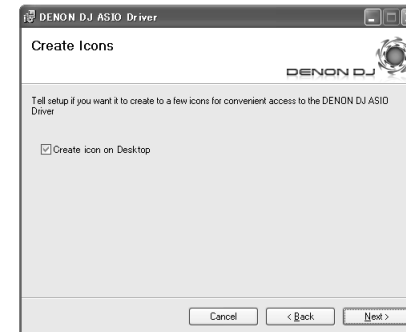 DENON DJ ASIO Driver
Create Icons
DENON DJ
Tell setup if you want it to create to a few icons for convenient access to the DENON DJ ASIO
Driver
Create icon on Desktop
Cancel
< Back
Next >